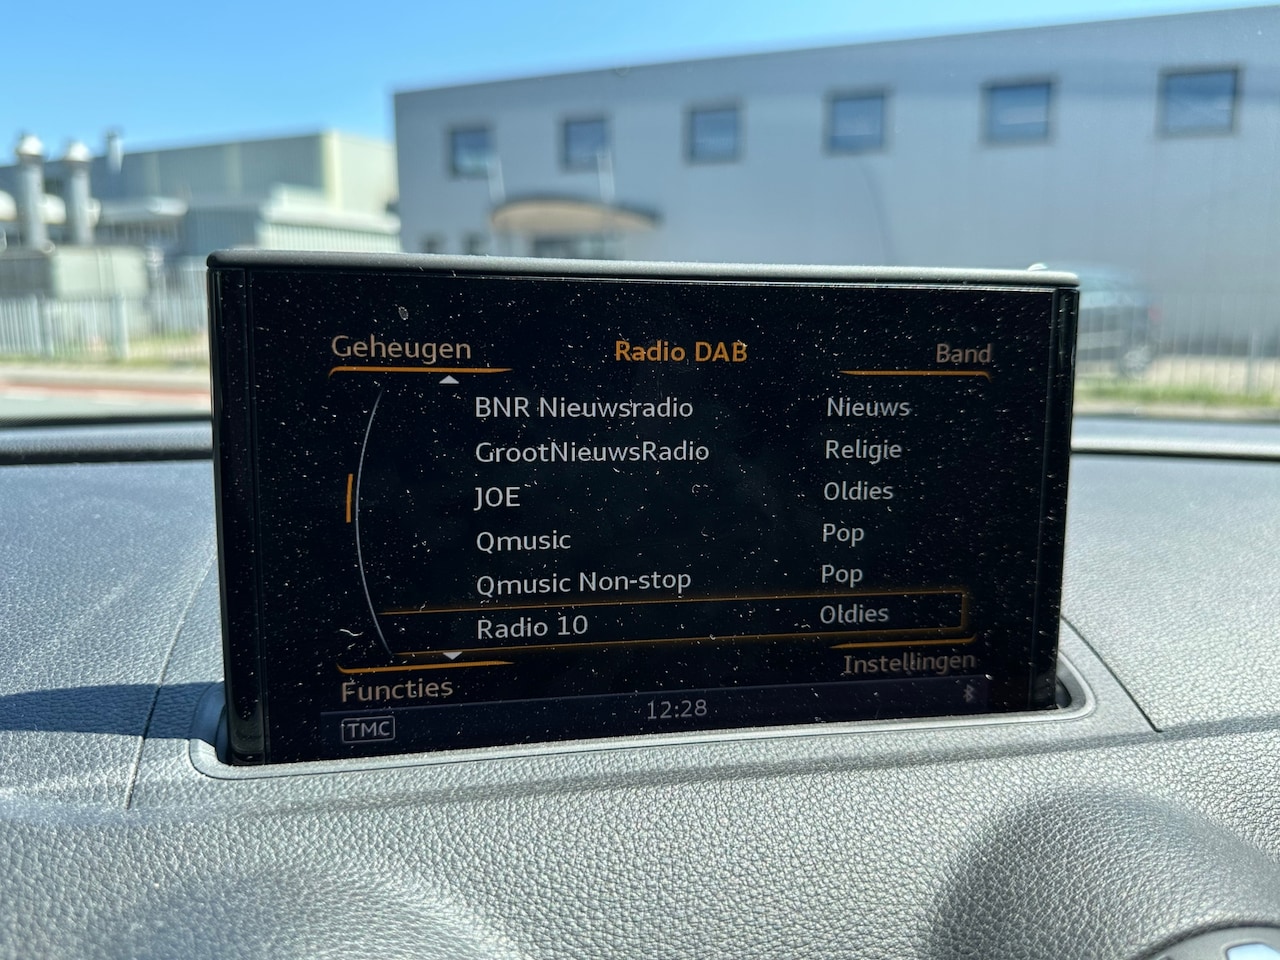 Geheugen Radio DAB Band
BNR Nieuwsradio Nieuws
GrootNieuwsRadio Religie
JOE Oldies
Qmusic Pop
Qmusic Non-stop Pop
Radio 10 Oldies
Functies Instellingen
TMC 12:28